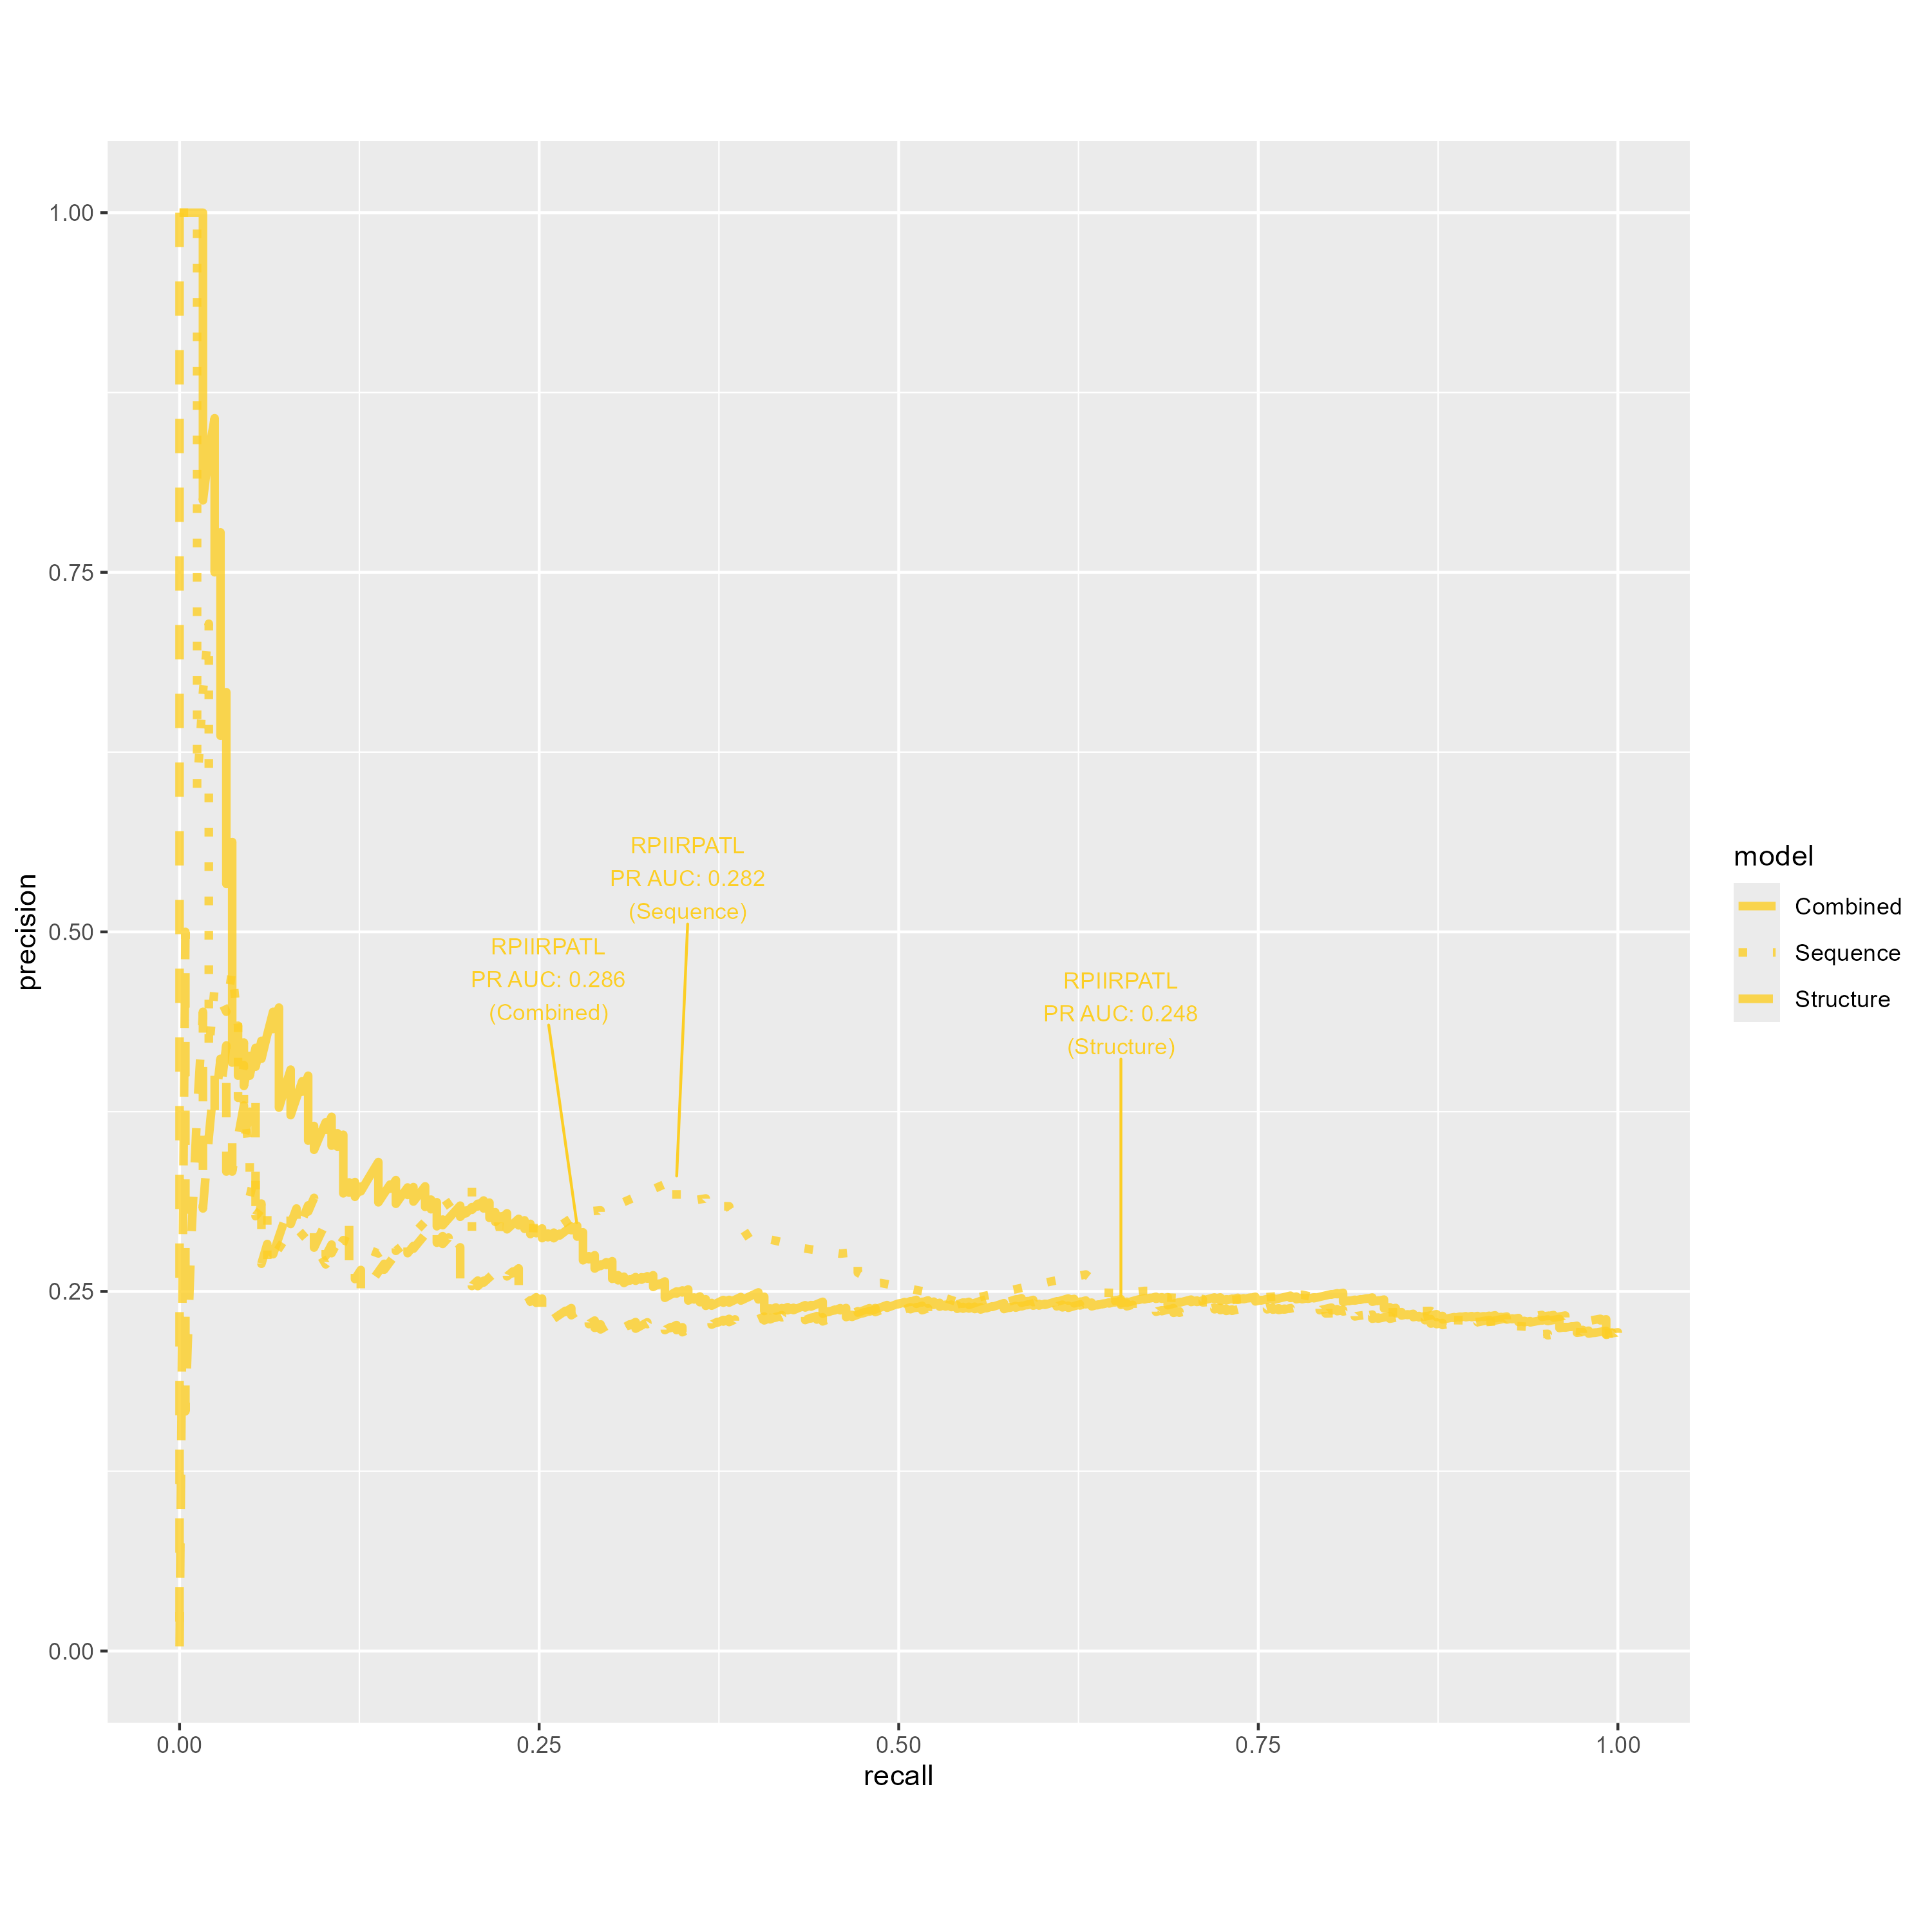 1.00
0.75
0.50
0.25
0.00
precision
RPIIRPATL
PR AUC: 0.282
(Sequence)
RPIIRPATL
PR AUC: 0.286
(Combined)
RPIIRPATL
PR AUC: 0.248
(Structure)
0.00
0.25
0.50
0.75
1.00
recall
model
Combined
Sequence
Structure